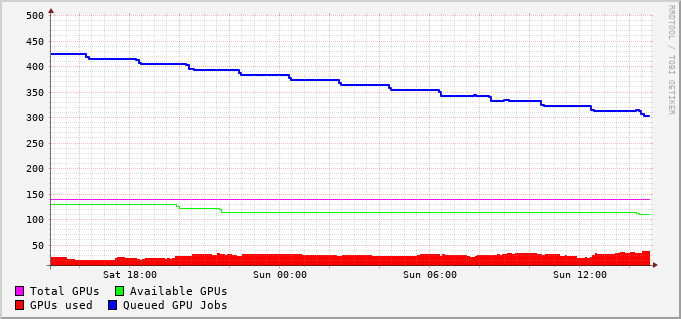 500
450
400
350
300
250
200
150
100
50
Sat 18:00 Sun 00:00 Sun 06:00 Sun 12:00
Total GPUs Available GPUs
GPUs used Queued GPU Jobs
RRDTOOL / TOBI OETIKER